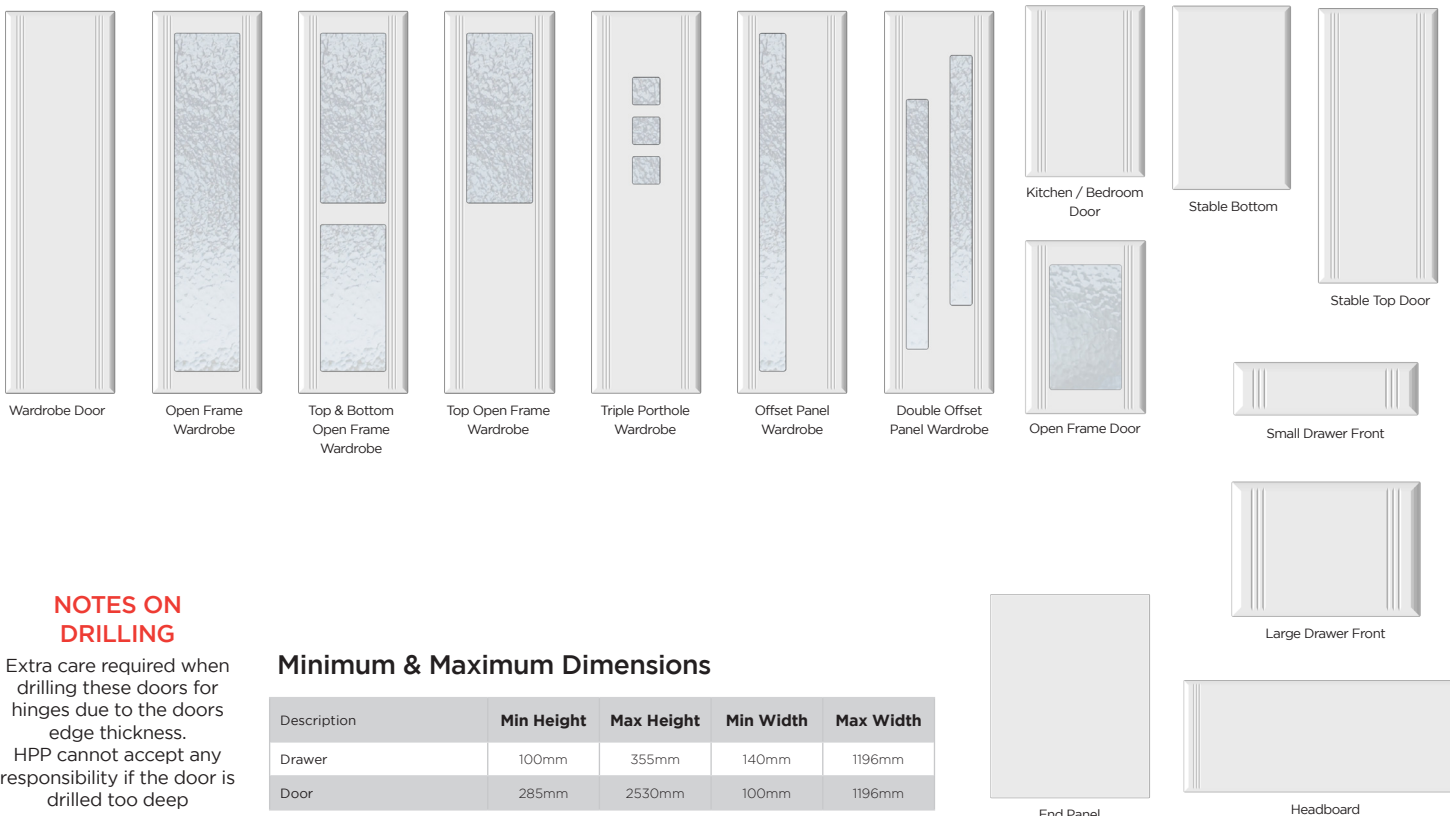 Wardrobe Door
Open Frame
Wardrobe
Top & Bottom
Open Frame
Wardrobe
Top Open Frame
Wardrobe
Triple Porthole
Wardrobe
Offset Panel
Wardrobe
Double Offset
Panel Wardrobe
Kitchen / Bedroom
Door
Open Frame Door
Stable Bottom
Stable Top Door
Small Drawer Front
Large Drawer Front
NOTES ON
DRILLING
Extra care required when
drilling these doors for
hinges due to the doors
edge thickness.
HPP cannot accept any
responsibility if the door is
drilled too deep
Minimum & Maximum Dimensions
Description Min Height Max Height Min Width Max Width
Drawer 100mm 355mm 140mm 1196mm
Door 285mm 2530mm 100mm 1196mm
End Panel
Headboard